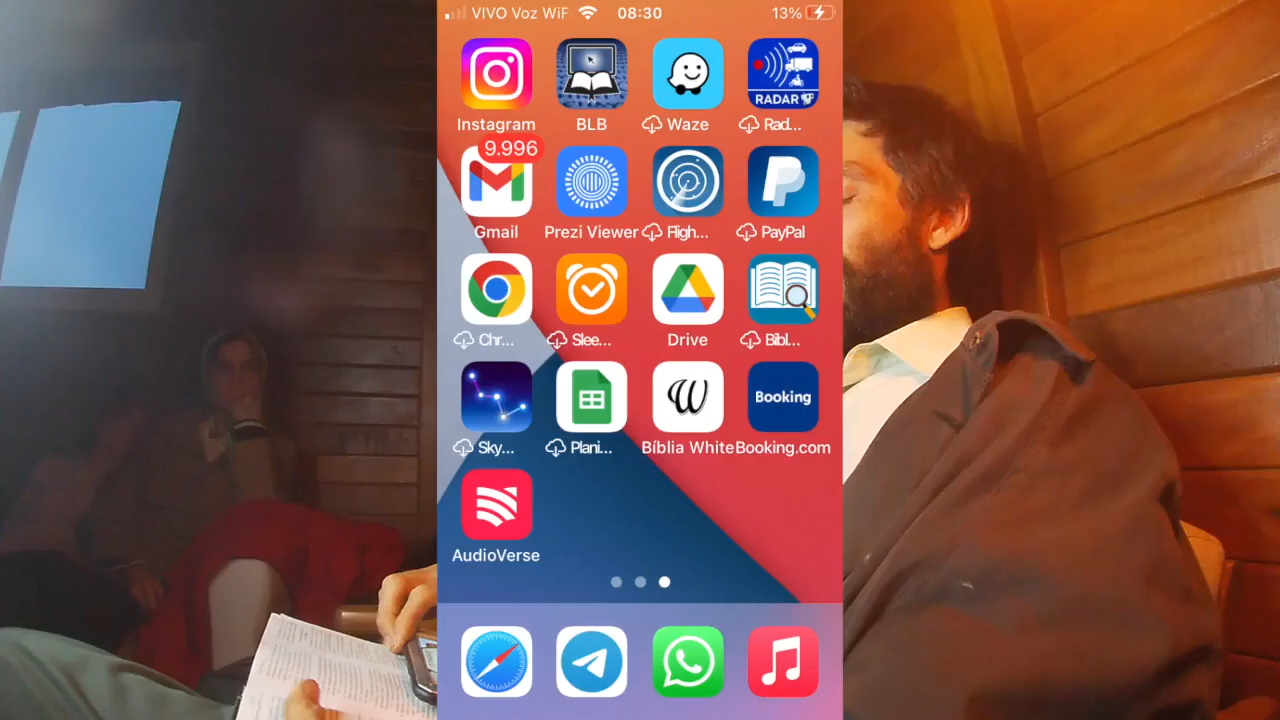 VIVO Voz WiF 08:30 13%
RADAR
Instagram BLB Waze Rad...
9.996
Gmail Prezi Viewer Fligh... PayPal
Chr... Slee... Drive Bibl...
W Booking
Sky... Plani... Bíblia White Booking.com
AudioVerse